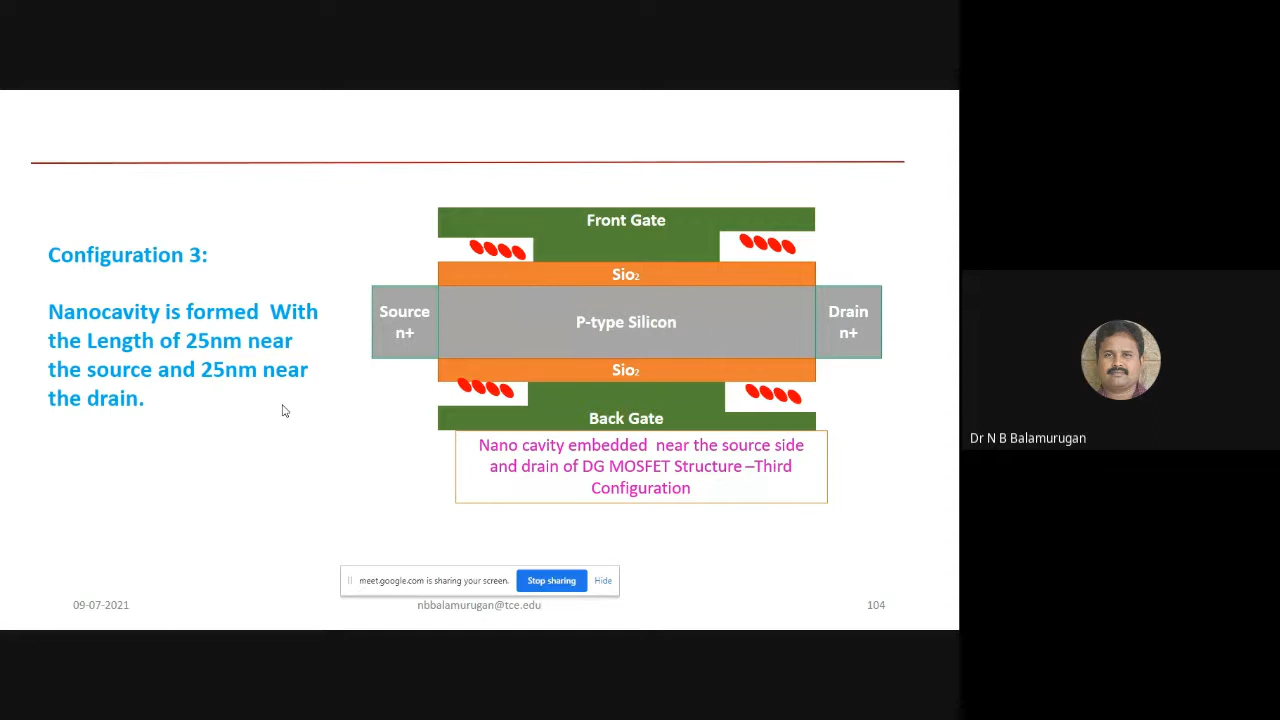 Configuration 3:
Nanocavity is formed  With
the Length of 25nm near
the source and 25nm near
the drain.
Front Gate
Sio₂
Source
n+
P-type Silicon
Drain
n+
Sio₂
Back Gate
Nano cavity embedded  near the source side
and drain of DG MOSFET Structure –Third
Configuration
meet.google.com is sharing your screen.
Stop sharing
Hide
09-07-2021
nbbalamurugan@tce.edu
104
Dr N B Balamurugan